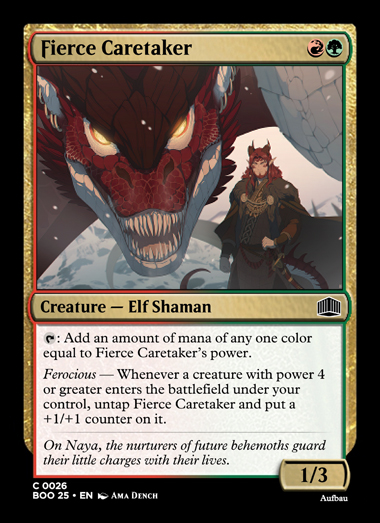 Fierce Caretaker
Creature — Elf Shaman
: Add an amount of mana of any one color
equal to Fierce Caretaker's power.
Ferocious — Whenever a creature with power 4
or greater enters the battlefield under your
control, untap Fierce Caretaker and put a
+1/+1 counter on it.
On Naya, the nurturers of future behemoths guard
their little charges with their lives.
1/3
C 0026
BOO 25 • EN Ama Dench
Aufbau